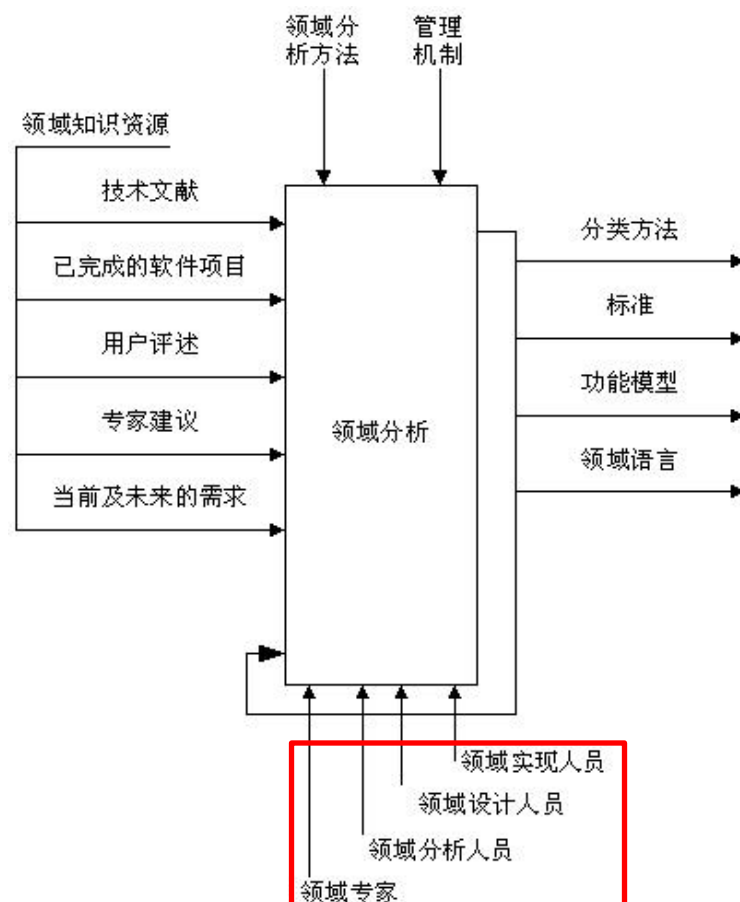 领域分
析方法
管理
机制
领域知识资源
技术文献
已完成的软件项目
用户评述
专家建议
当前及未来的需求
领域分析
分类方法
标准
功能模型
领域语言
领域实现人员
领域设计人员
领域分析人员
领域专家